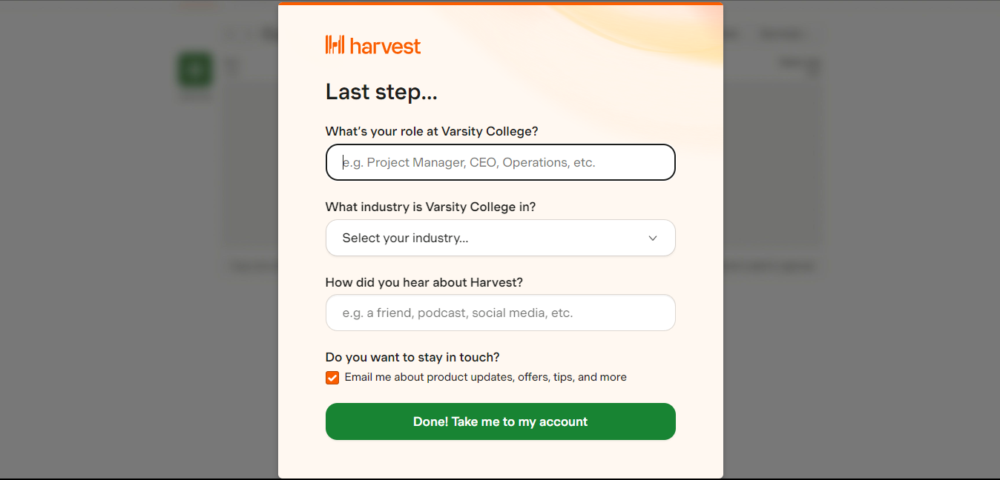 harvest
Last step...
What's your role at Varsity College?
e.g. Project Manager, CEO, Operations, etc.
What industry is Varsity College in?
Select your industry...
How did you hear about Harvest?
e.g. a friend, podcast, social media, etc.
Do you want to stay in touch?
Email me about product updates, offers, tips, and more
Done! Take me to my account